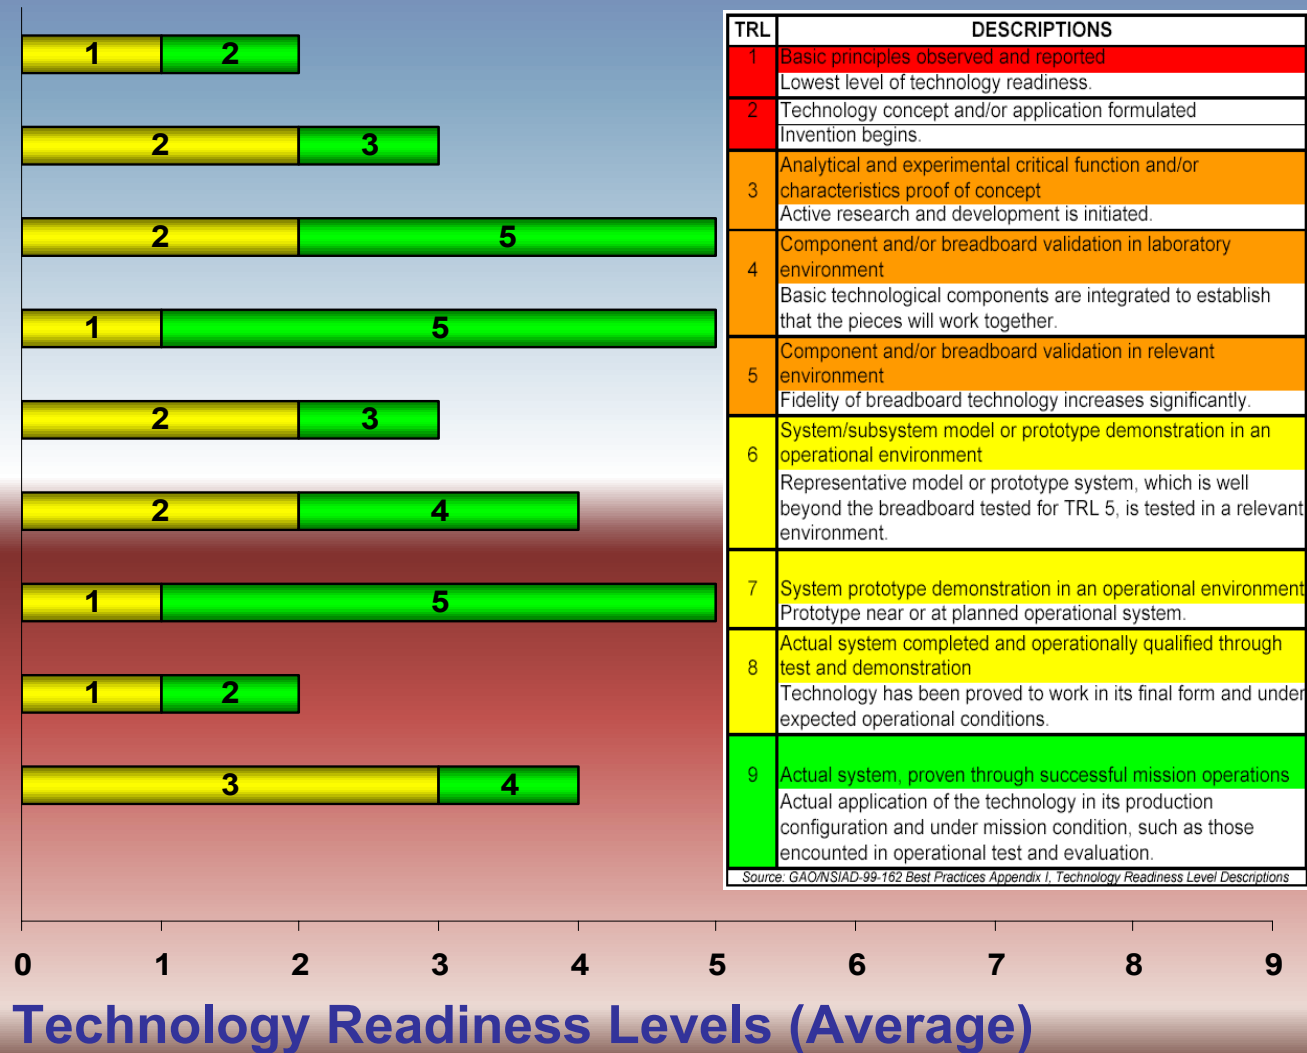 1 2
2 3
2 5
1 5
2 3
2 4
1 5
1 2
3 4
0 1 2 3 4 5 6 7 8 9
Technology Readiness Levels (Average)
TRL DESCRIPTIONS
1 Basic principles observed and reported
Lowest level of technology readiness.
2 Technology concept and/or application formulated
Invention begins.
Analytical and experimental critical function and/or
3 characteristics proof of concept
Active research and development is initiated.
Component and/or breadboard validation in laboratory
4 environment
Basic technological components are integrated to establish
that the pieces will work together.
Component and/or breadboard validation in relevant
5 environment
Fidelity of breadboard technology increases significantly.
System/subsystem model or prototype demonstration in an
6 operational environment
Representative model or prototype system, which is well
beyond the breadboard tested for TRL 5, is tested in a relevant
environment.
7 System prototype demonstration in an operational environment
Prototype near or at planned operational system.
Actual system completed and operationally qualified through
8 test and demonstration
Technology has been proved to work in its final form and under
expected operational conditions.
9 Actual system, proven through successful mission operations
Actual application of the technology in its production
configuration and under mission condition, such as those
encountered in operational test and evaluation.
Source: GAO/NSIAD-99-162 Best Practices Appendix I, Technology Readiness Level Descriptions